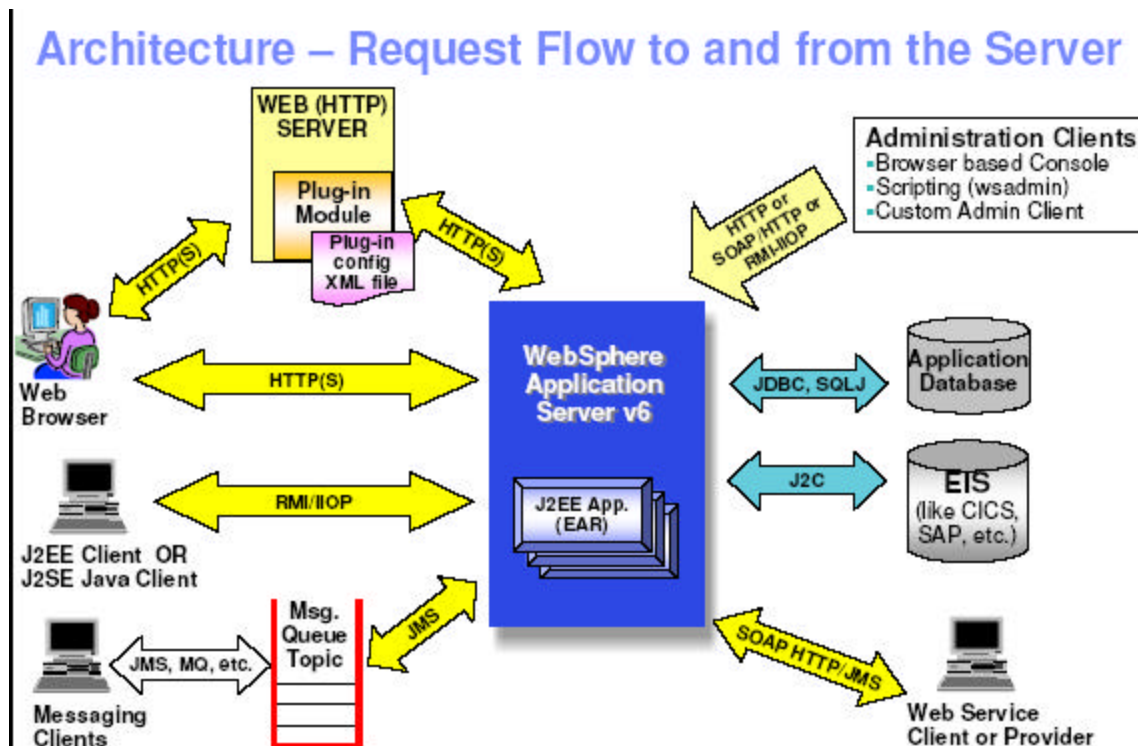 Architecture – Request Flow to and from the Server
WEB (HTTP)
SERVER
Plug-in
Module
Plug-in
config
XML file
HTTP(S)
HTTP(S)
Administration Clients
Browser based Console
Scripting (wsadmin)
Custom Admin Client
HTTP or
SOAP/HTTP or
RMI-IIOP
Web
Browser
HTTP(S)
WebSphere
Application
Server v6
JDBC, SQLJ
Application
Database
J2EE Client OR
J2SE Java Client
RMI/IIOP
J2EE App.
(EAR)
J2C
EIS
(like CICS,
SAP, etc.)
Messaging
Clients
JMS, MQ, etc.
Msg.
Queue
Topic
JMS
SOAP HTTP/JMS
Web Service
Client or Provider